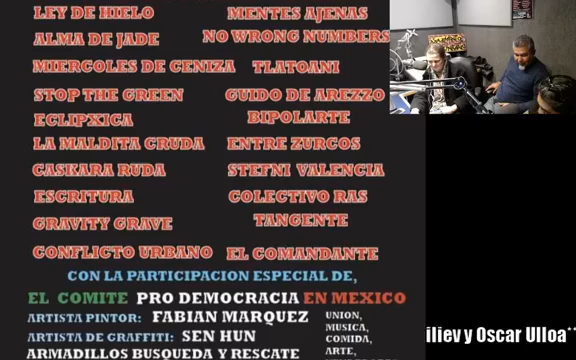 LEY DE HIELO
MENTES AJENAS
ALMA DE JADE
NO WRONG NUMBERS
MIERCOLES DE CENIZA
TLATOANI
STOP THE GREEN
GUIDO DE AREZZO
ECLIPXICA
BIPOLARTE
LA MALDITA CRUDA
ENTRE ZURCOS
CASKARA RUDA
STEFNI VALENCIA
ESCRITURA
COLECTIVO RAS
GRAVITY GRAVE
TANGENTE
CONFLICTO URBANO
EL COMANDANTE
CON LA PARTICIPACION ESPECIAL DE,
EL COMITE PRO DEMOCRACIA EN MEXICO
ARTISTA PINTOR: FABIAN MARQUEZ
ARTISTA DE GRAFFITI: SEN HUN
ARMADILLOS BUSQUEDA Y RESCATE
UNION,
MUSICA,
COMIDA,
ARTE,
iliev y Oscar Ulloa**